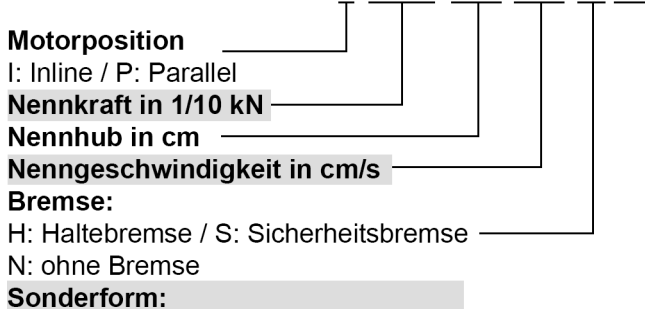 Motorposition
I: Inline / P: Parallel
Nennkraft in 1/10 kN
Nennhub in cm
Nenngeschwindigkeit in cm/s
Bremse:
H: Haltebremse / S: Sicherheitsbremse
N: ohne Bremse
Sonderform: